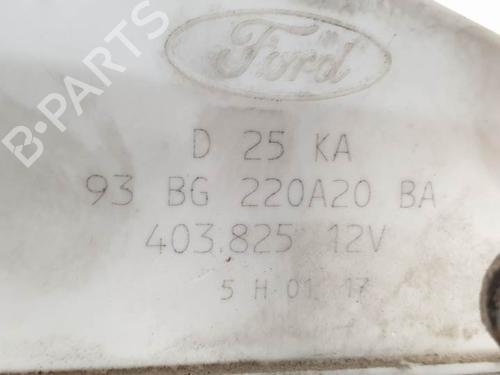 Ford
D 25 KA
93 BG 220A20 BA
403.825 12V
5 H 01. 17
B-PARTS